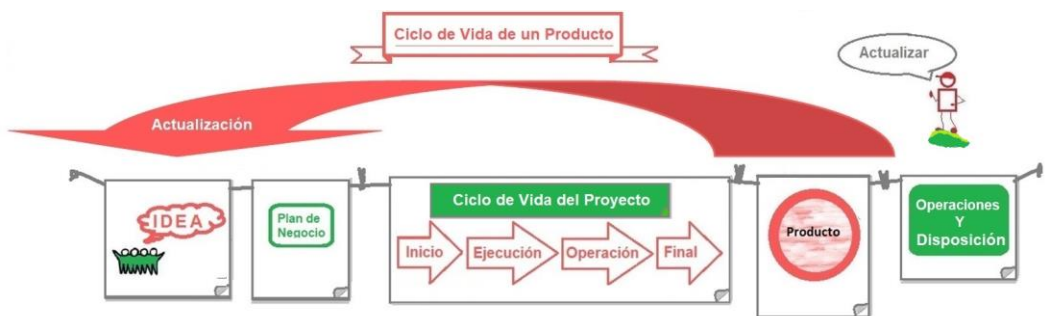 Ciclo de Vida de un Producto
Actualizar
Actualización
IDEA
Plan de
Negocio
Ciclo de Vida del Proyecto
Inicio
Ejecución
Operación
Final
Producto
Operaciones
Y
Disposición